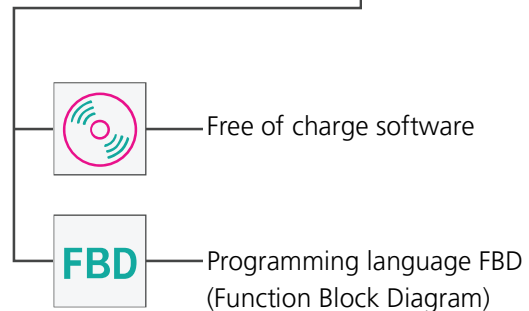 Free of charge software
FBD
Programming language FBD
(Function Block Diagram)